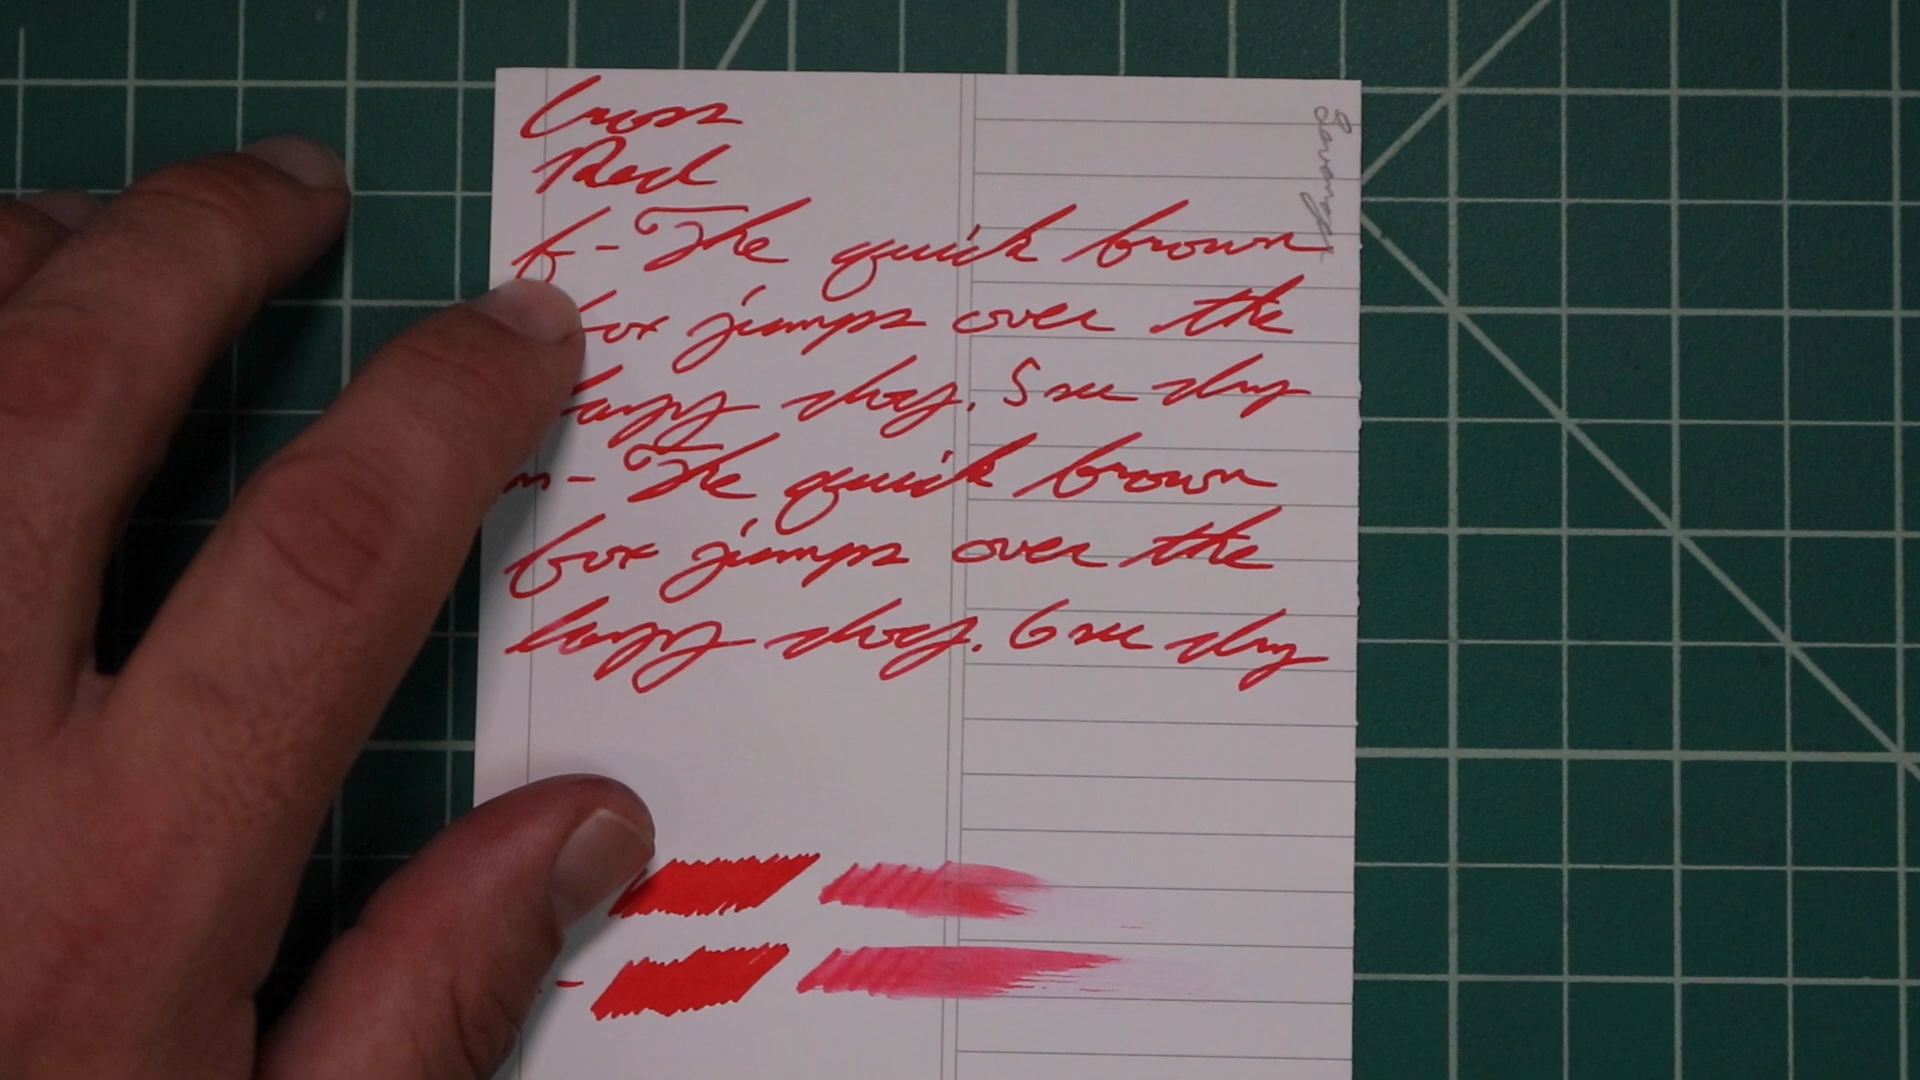 Cross
Red
f - The quick brown
fox jumps over the
lazy dog. 5 sec dry
m - The quick brown
fox jumps over the
lazy dog. 6 sec dry